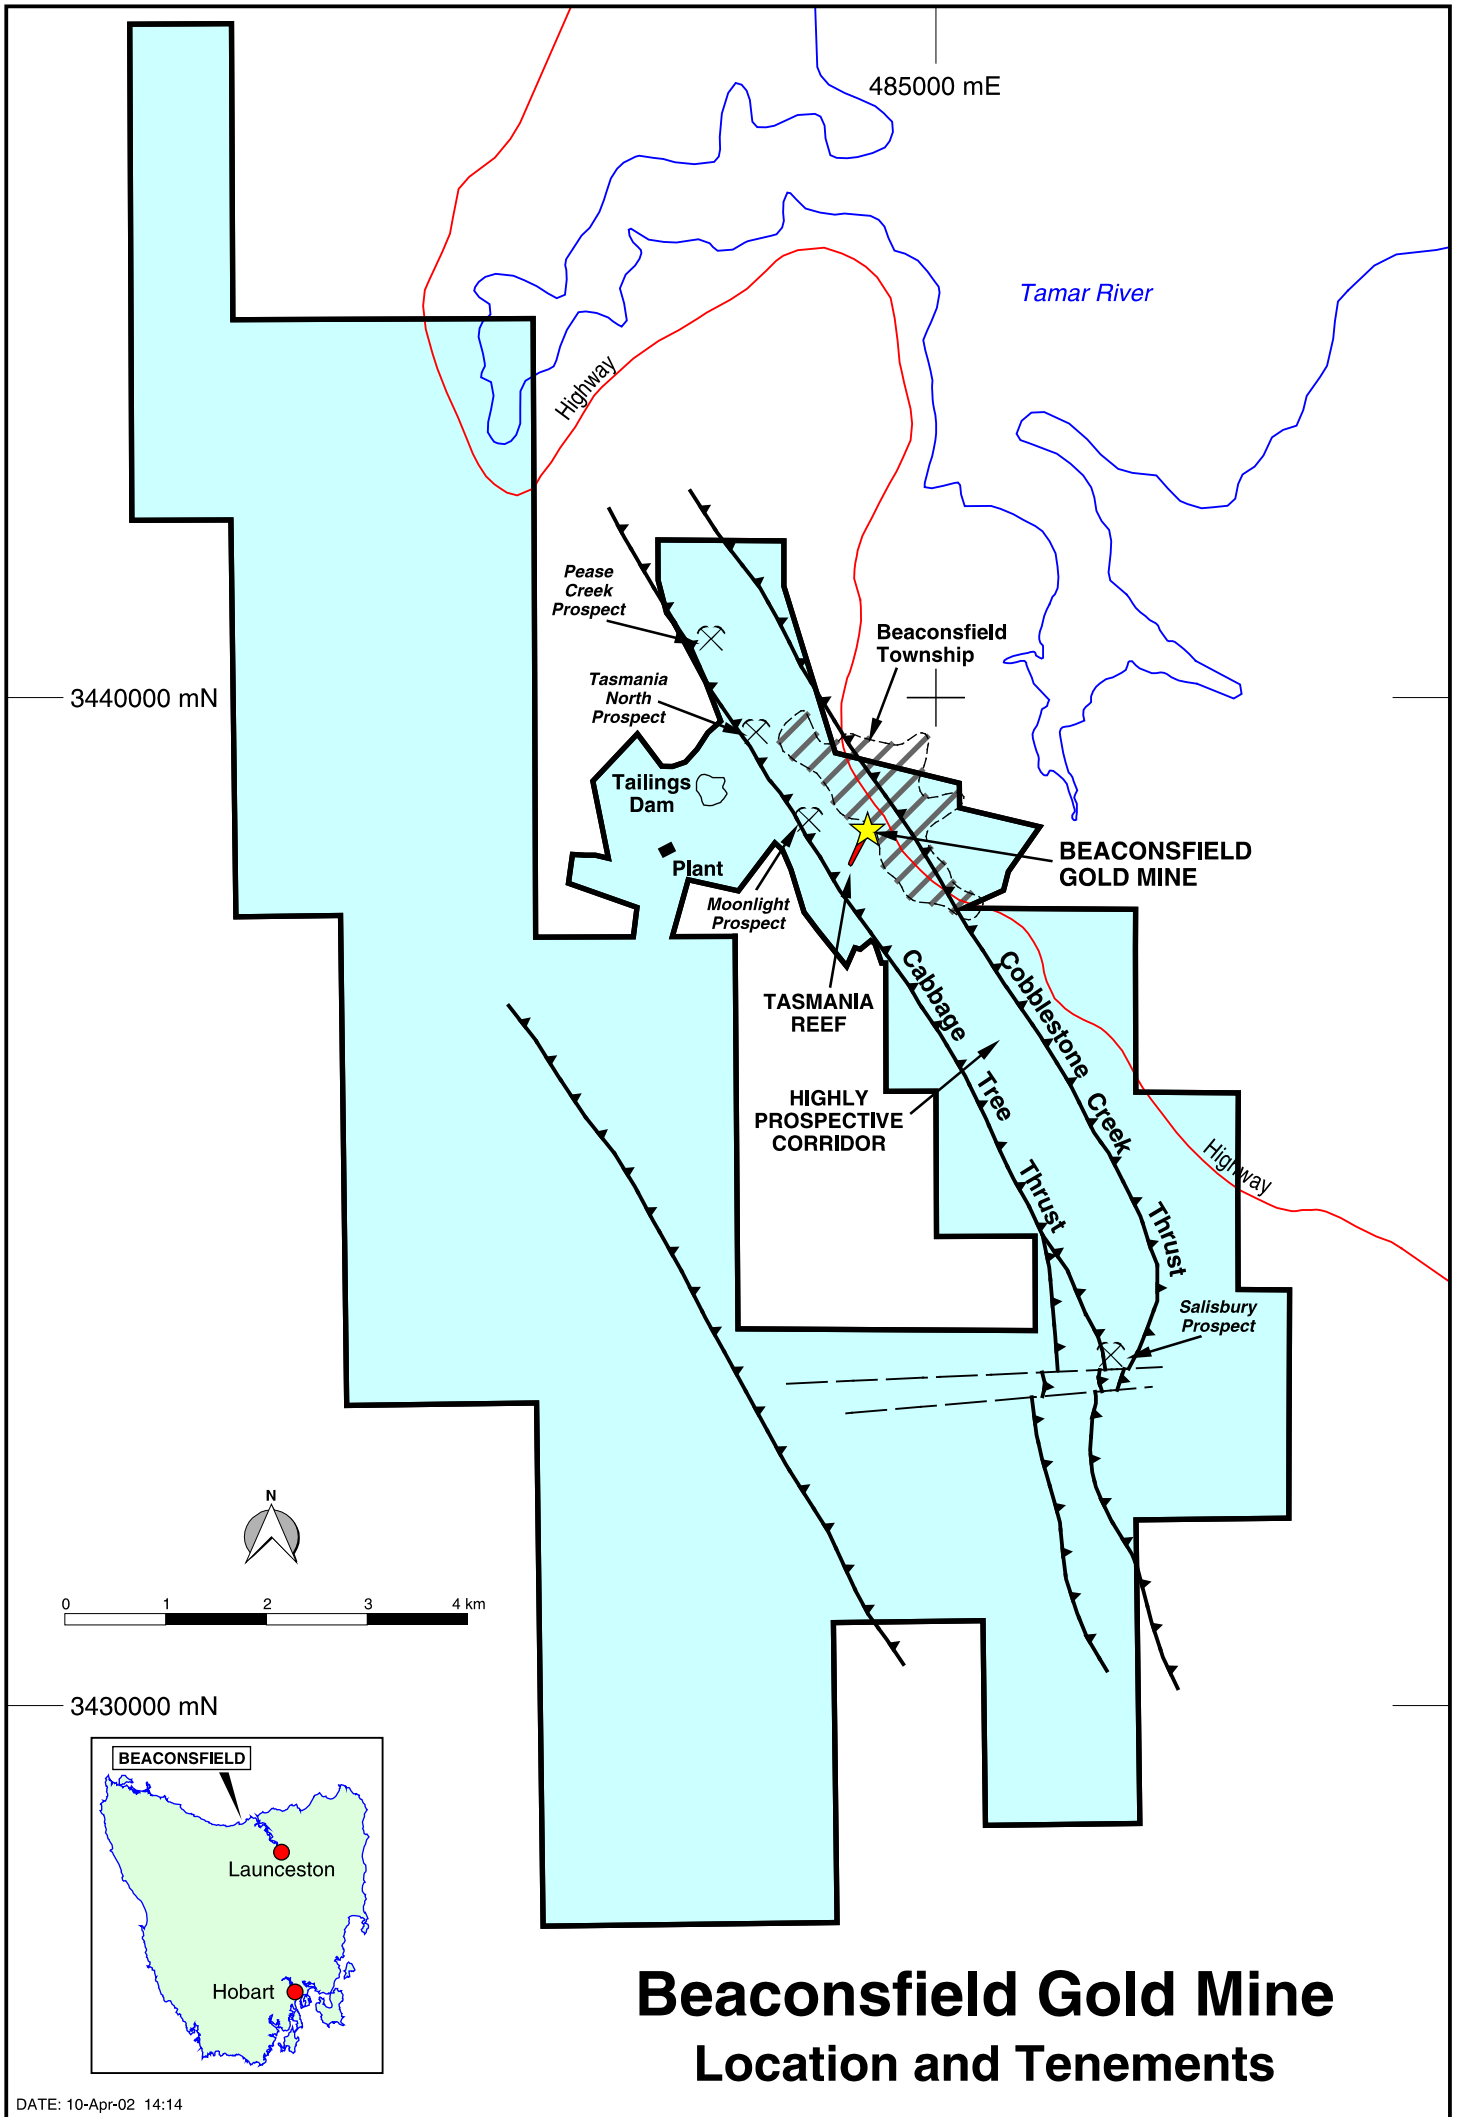 485000 mE
Tamar River
Highway
Pease
Creek
Prospect
Beaconsfield
Township
Tasmania
North
Prospect
3440000 mN
Tailings
Dam
Plant
BEACONSFIELD
GOLD MINE
Moonlight
Prospect
TASMANIA
REEF
Cabbage Tree Thrust
Cobblestone Creek Thrust
HIGHLY
PROSPECTIVE
CORRIDOR
Highway
Salisbury
Prospect
N
0 1 2 3 4 km
3430000 mN
BEACONSFIELD
Launceston
Hobart
Beaconsfield Gold Mine
Location and Tenements
DATE: 10-Apr-02 14:14